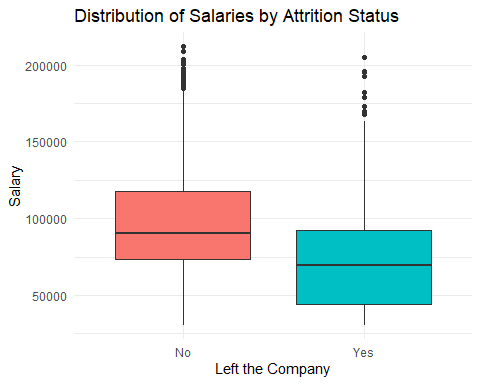 Distribution of Salaries by Attrition Status
Salary
200000
150000
100000
50000
No
Yes
Left the Company